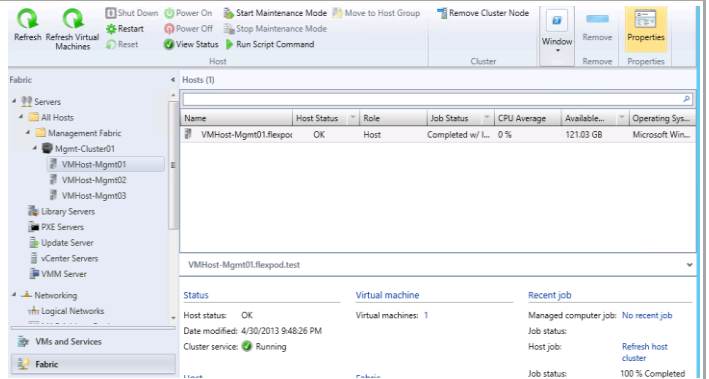 Refresh
Refresh Virtual Machines
Shut Down
Restart
Reset
Power On
Power Off
View Status
Start Maintenance Mode
Stop Maintenance Mode
Run Script Command
Move to Host Group
Host
Remove Cluster Node
Cluster
Window
Remove
Remove
Properties
Properties
Fabric
Servers
All Hosts
Management Fabric
Mgmt-Cluster01
VMHost-Mgmt01
VMHost-Mgmt02
VMHost-Mgmt03
Library Servers
PXE Servers
Update Server
vCenter Servers
VMM Server
Networking
Logical Networks
VMs and Services
Fabric
Hosts (1)
Name Host Status Role Job Status CPU Average Available... Operating Sys...
VMHost-Mgmt01.flexpoc OK Host Completed w/ I... 0 % 121.03 GB Microsoft Win...
VMHost-Mgmt01.flexpod.test
Status
Host status: OK
Date modified: 4/30/2013 9:48:26 PM
Cluster service: Running
Host
Virtual machine
Virtual machines: 1
Fabric
Recent job
Managed computer job: No recent job
Job status:
Host job: Refresh host cluster
Job status: 100 % Completed